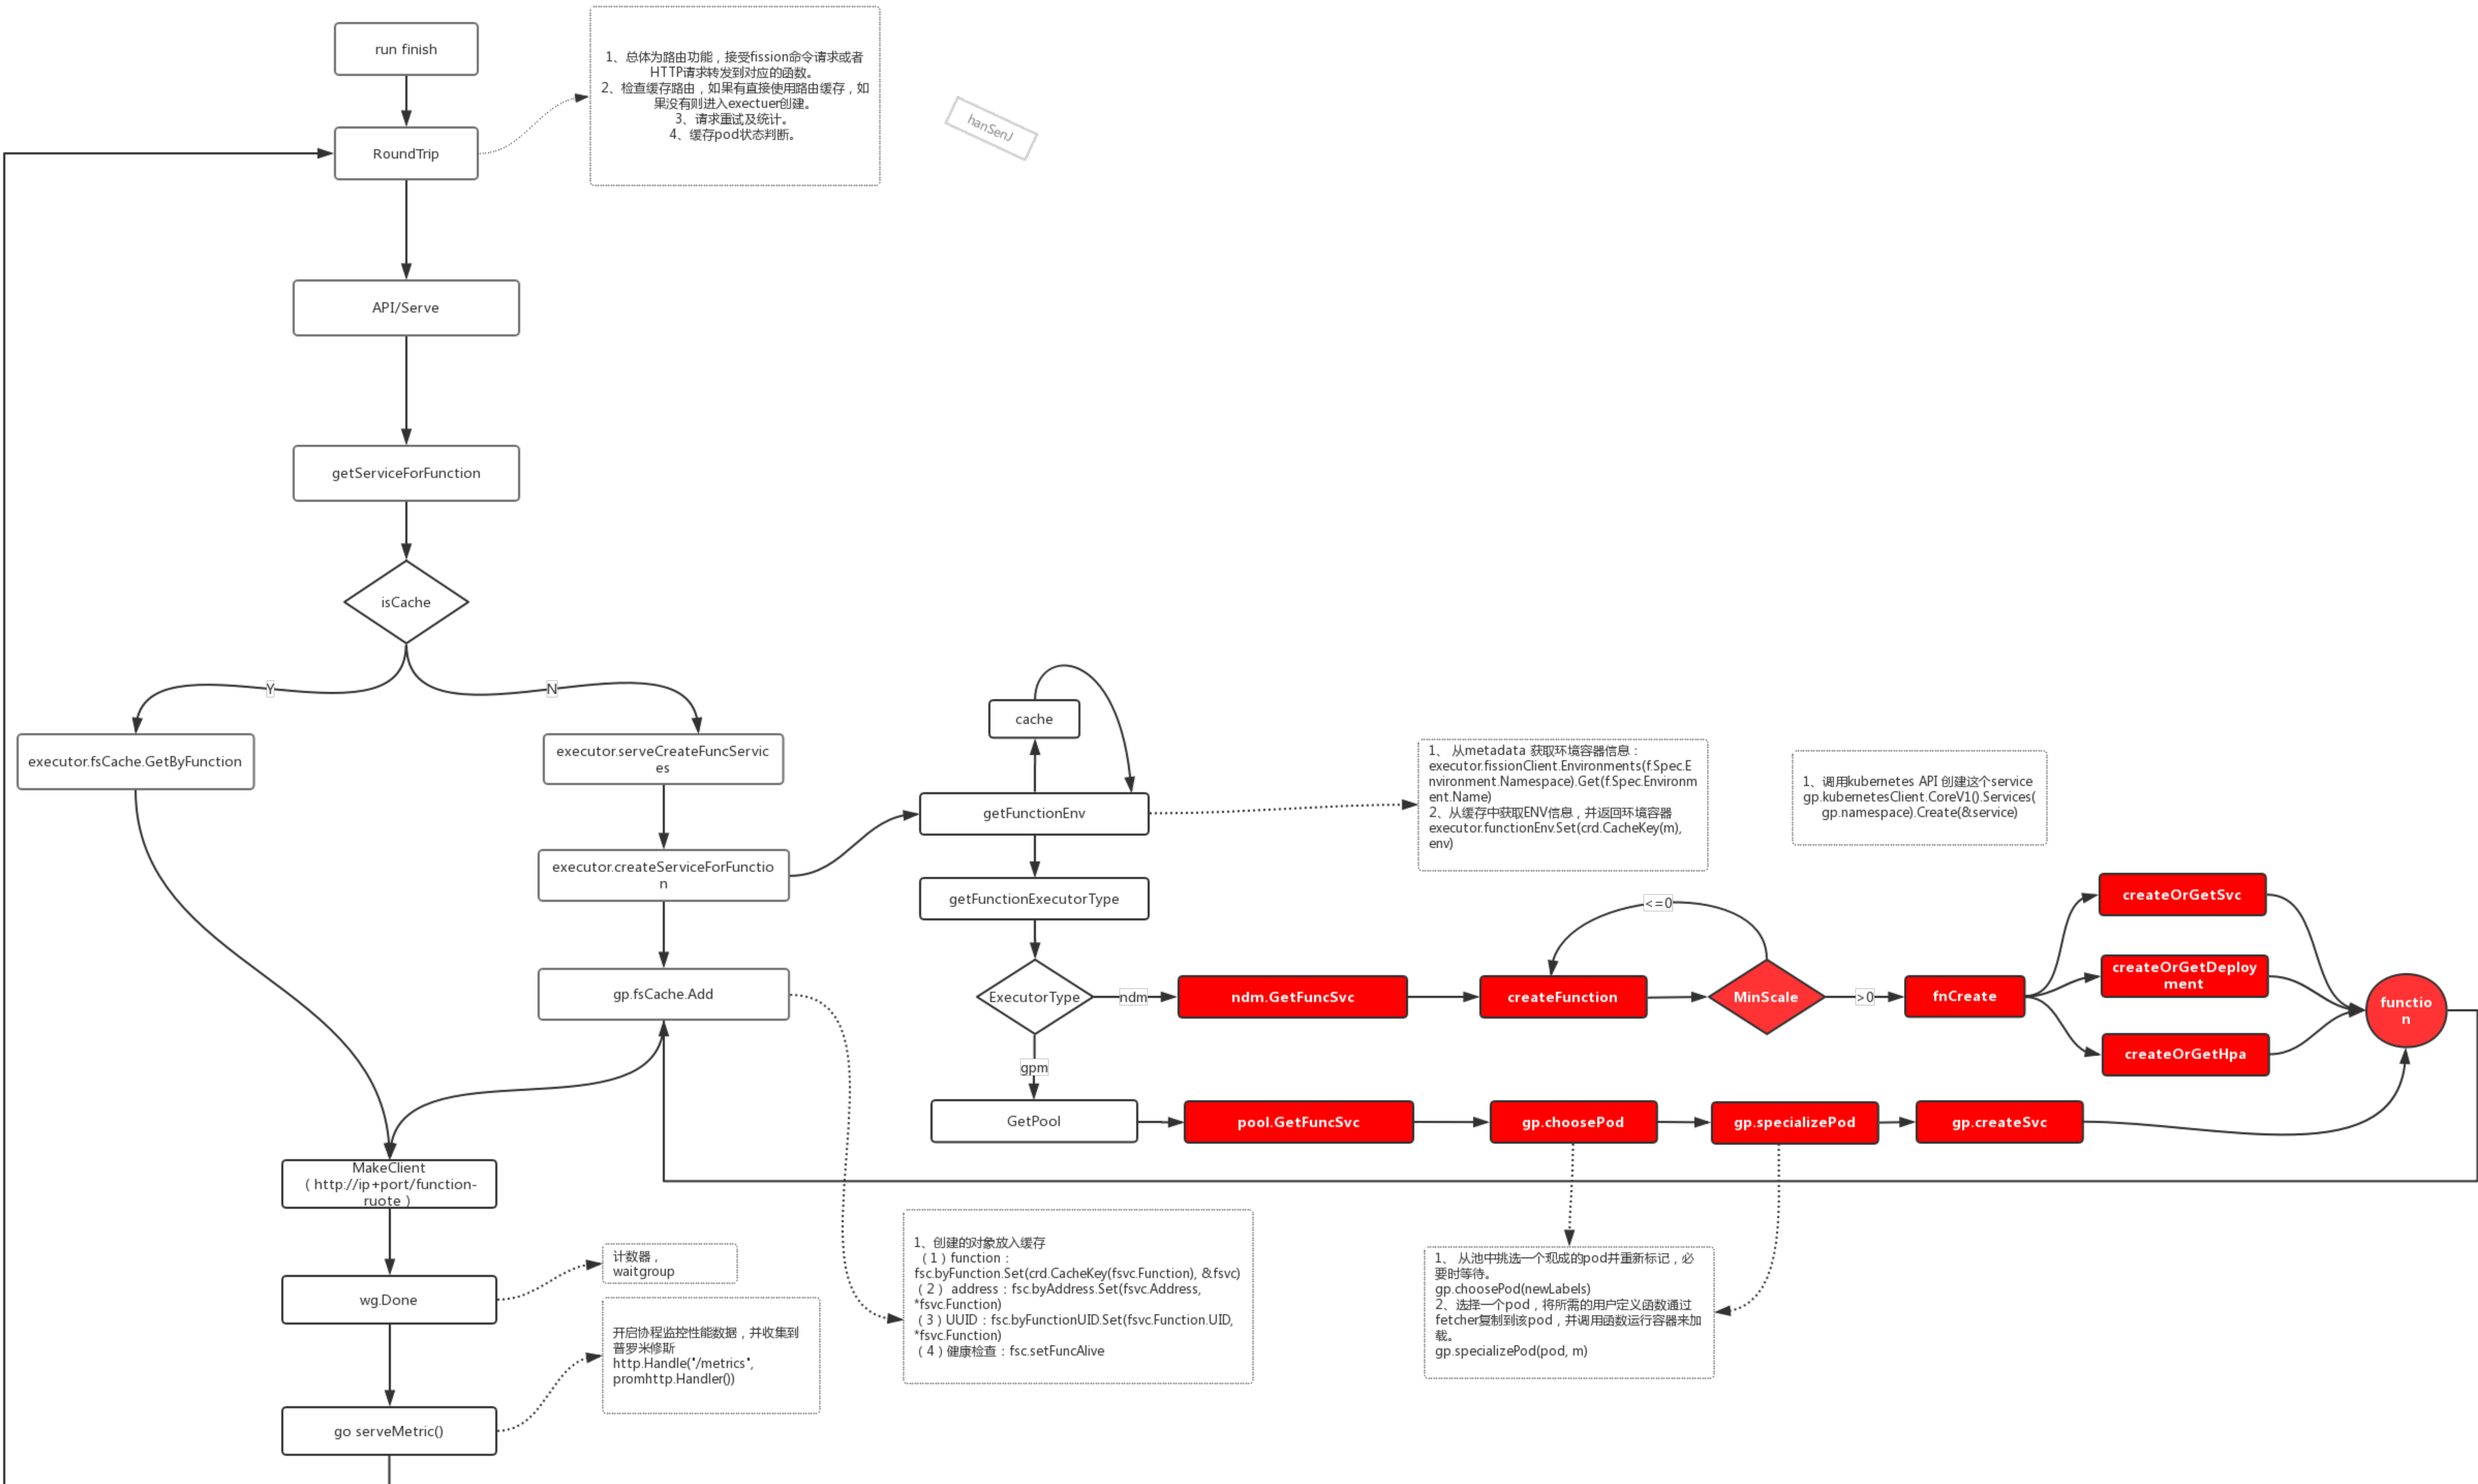 run finish
1、总体为路由功能，接受fission命令请求或者
HTTP请求转发到对应的函数。
2、检查缓存路由，如果有直接使用路由缓存，如
果没有则进入exectuer创建。
3、请求重试及统计。
4、缓存pod状态判断。
hanSenJ
RoundTrip
API/Serve
getServiceForFunction
isCache
Y
N
executor.fsCache.GetByFunction
executor.serveCreateFuncServic
es
executor.createServiceForFunctio
n
gp.fsCache.Add
cache
getFunctionEnv
getFunctionExecutorType
ExecutorType
ndm
gpm
1、 从metadata 获取环境容器信息：
executor.fissionClient.Environments(f.Spec.E
nvironment.Namespace).Get(f.Spec.Environm
ent.Name)
2、从缓存中获取ENV信息，并返回环境容器
executor.functionEnv.Set(crd.CacheKey(m),
env)
1、调用kubernetes API 创建这个service
gp.kubernetesClient.CoreV1().Services(
gp.namespace).Create(&service)
ndm.GetFuncSvc
createFunction
<=0
MinScale
>0
fnCreate
createOrGetSvc
createOrGetDeploy
ment
createOrGetHpa
functio
n
GetPool
pool.GetFuncSvc
gp.choosePod
gp.specializePod
gp.createSvc
MakeClient
（http://ip+port/function-
ruote）
wg.Done
计数器，
waitgroup
go serveMetric()
开启协程监控性能数据，并收集到
普罗米修斯
http.Handle("/metrics",
promhttp.Handler())
1、创建的对象放入缓存
（1）function：
fsc.byFunction.Set(crd.CacheKey(fsvc.Function), &fsvc)
（2） address：fsc.byAddress.Set(fsvc.Address,
*fsvc.Function)
（3）UUID：fsc.byFunctionUID.Set(fsvc.Function.UID,
*fsvc.Function)
（4）健康检查：fsc.setFuncAlive
1、 从池中挑选一个现成的pod并重新标记，必
要时等待。
gp.choosePod(newLabels)
2、选择一个pod，将所需的用户定义函数通过
fetcher复制到该pod，并调用函数运行容器来加
载。
gp.specializePod(pod, m)